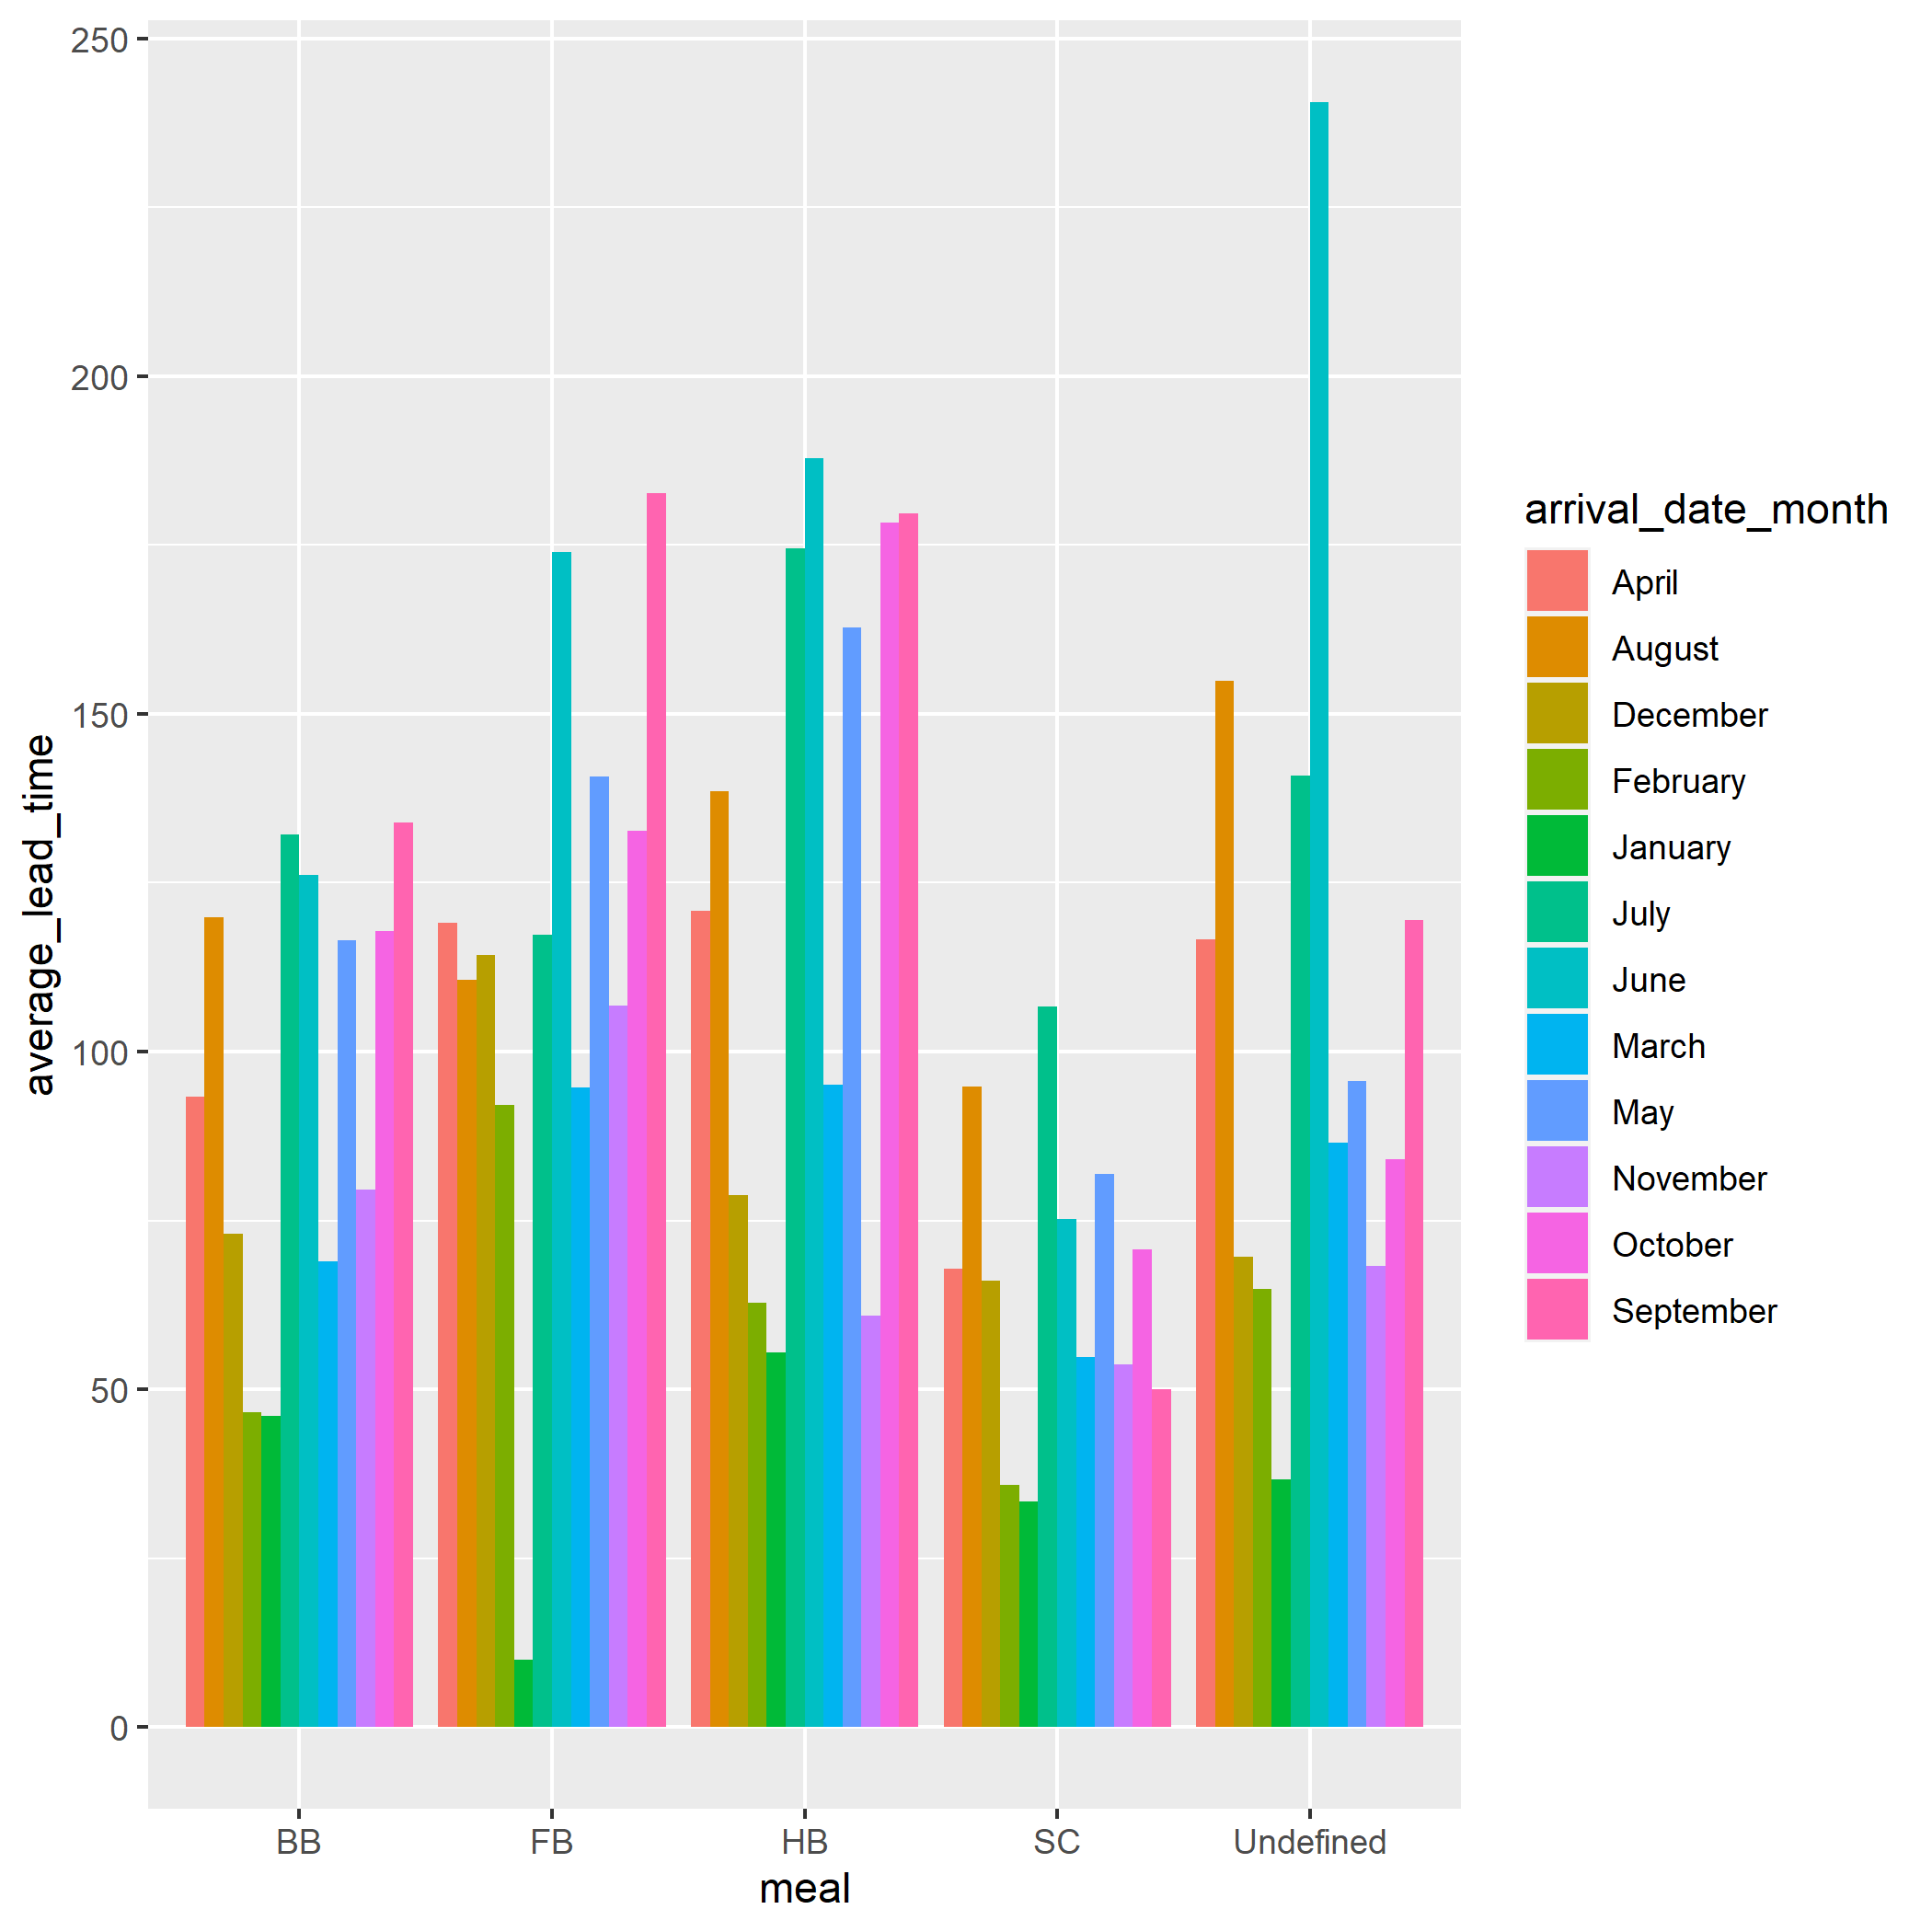 250
200
150
100
50
0
average_lead_time
BB
FB
HB
SC
Undefined
meal
arrival_date_month
April
August
December
February
January
July
June
March
May
November
October
September